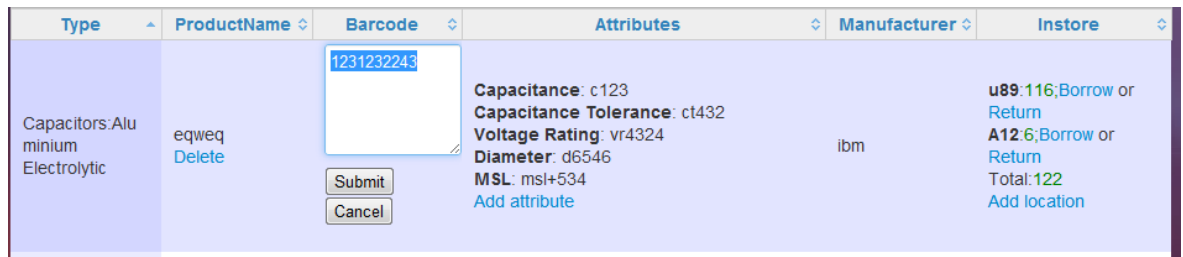 Type ProductName Barcode Attributes Manufacturer Instore
Capacitors:Alu
minium
Electrolytic
eqweq
Delete
1231232243
Submit
Cancel
Capacitance: c123
Capacitance Tolerance: ct432
Voltage Rating: vr4324
Diameter: d6546
MSL: msl+534
Add attribute
ibm
u89:116;Borrow or
Return
A12:6;Borrow or
Return
Total:122
Add location